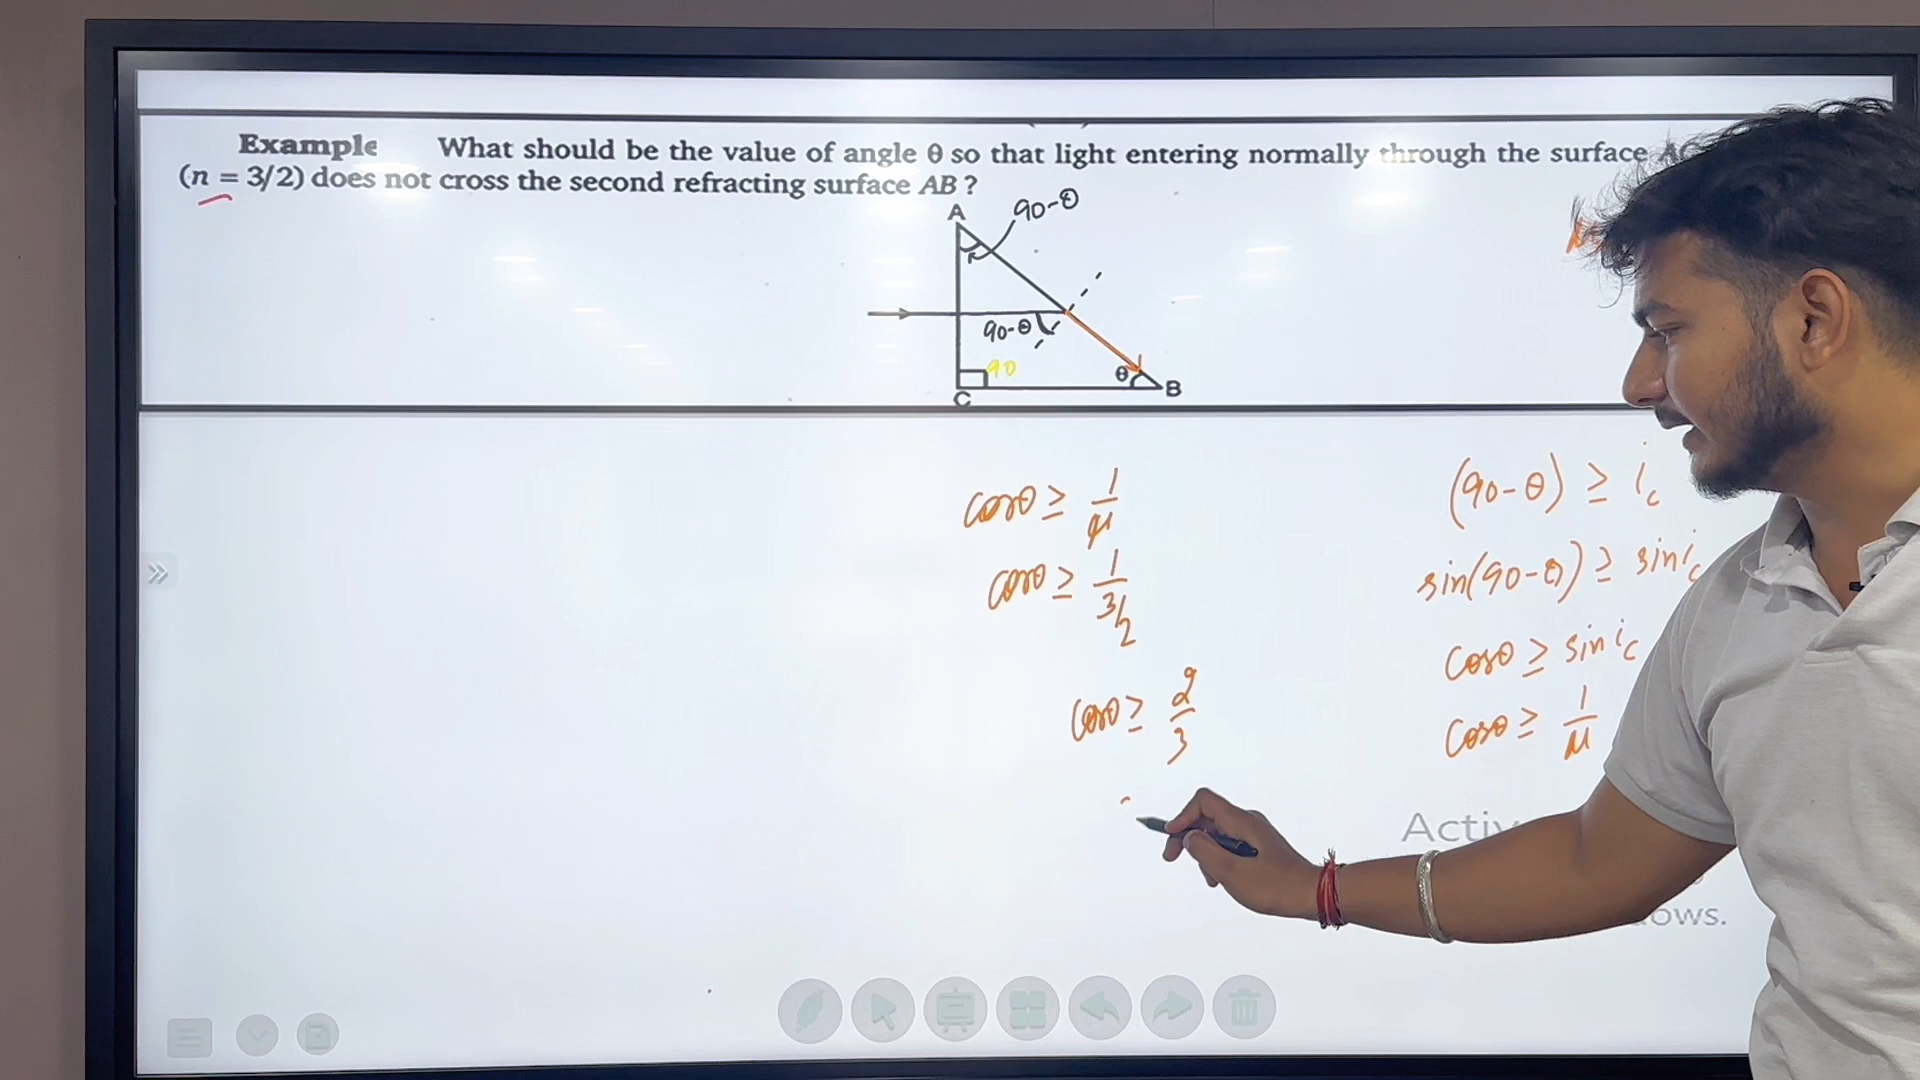 Example What should be the value of angle θ so that light entering normally through the surface AC
(n = 3/2) does not cross the second refracting surface AB ?
A
90-θ
90-θ
90
θ
C
B
cosθ ≥ 1/μ
cosθ ≥ 1/3/2
cosθ ≥ 2/3
(90-θ) ≥ ic
sin(90-θ) ≥ sin ic
cosθ ≥ sin ic
cosθ ≥ 1/μ